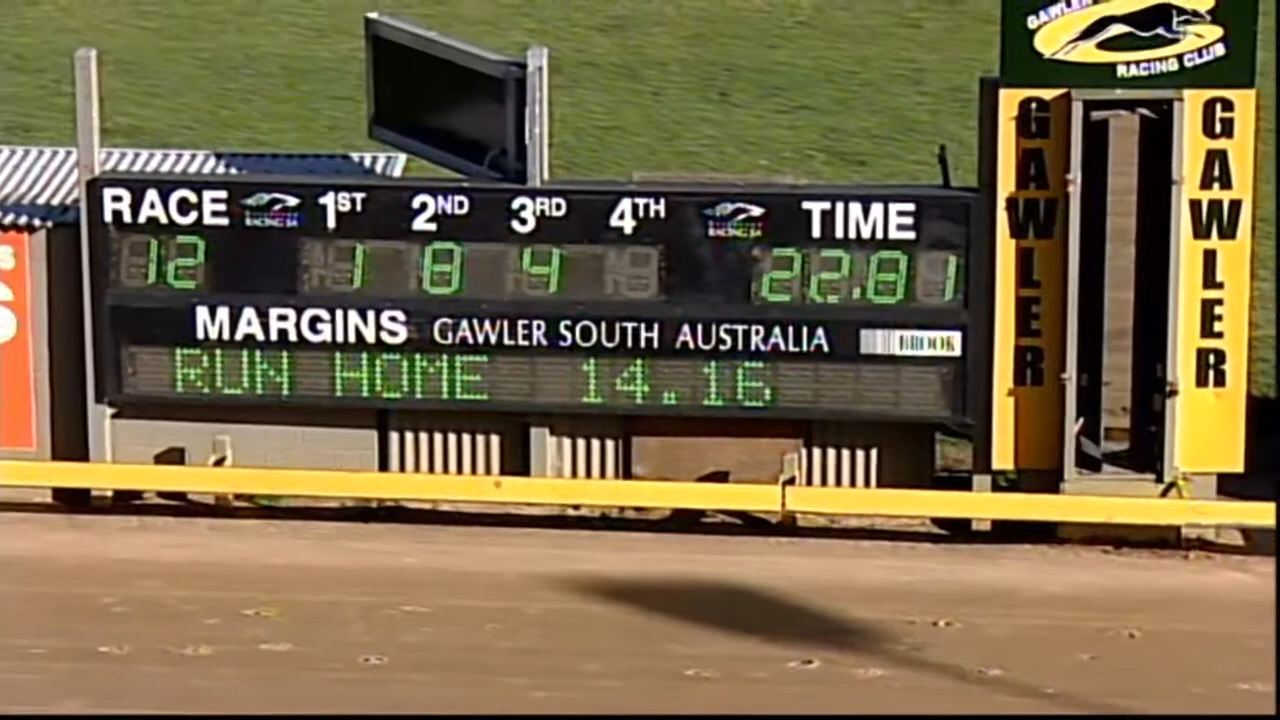 GAWLER
RACING CLUB
GAWLER
GAWLER
RACE 1ST 2ND 3RD 4TH TIME
12 1 8 4 22.81
MARGINS GAWLER SOUTH AUSTRALIA BROOK
RUN HOME 14.16
S
S